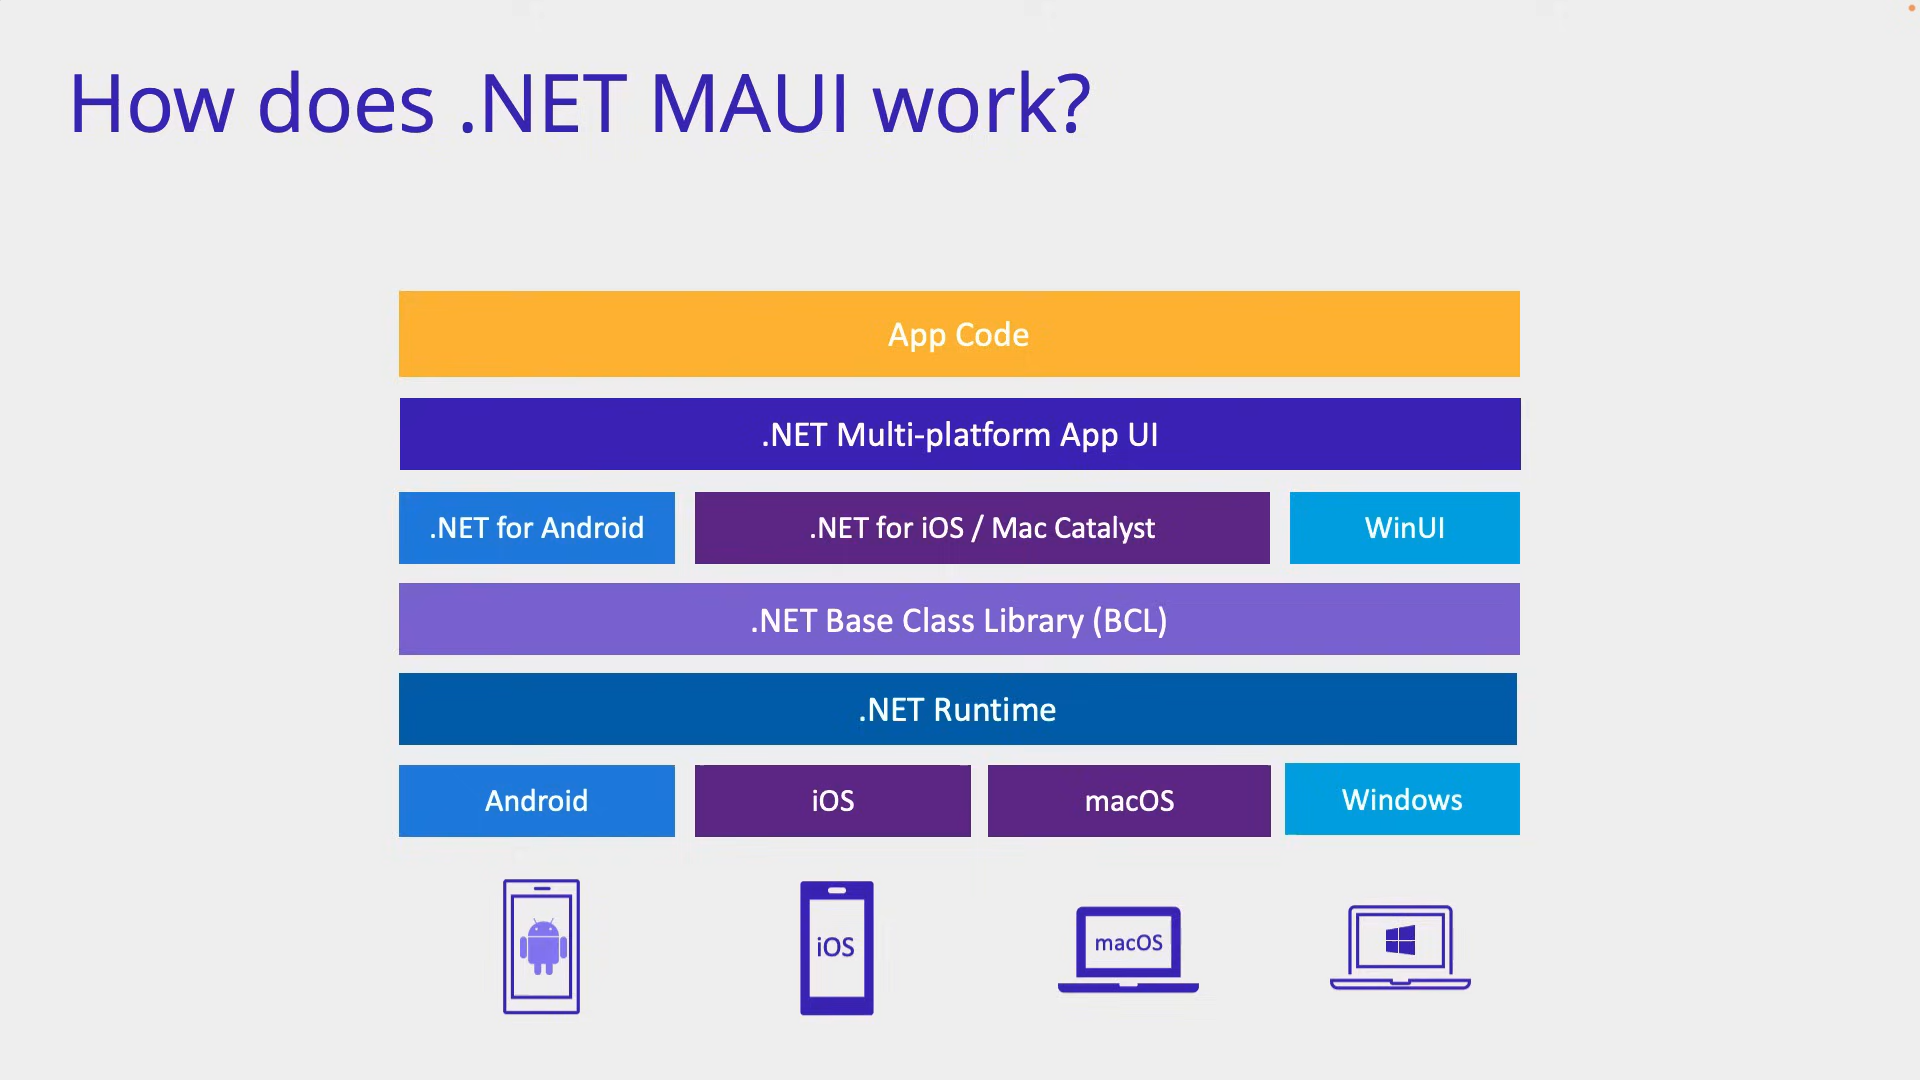 How does .NET MAUI work?
App Code
.NET Multi-platform App UI
.NET for Android
.NET for iOS / Mac Catalyst
WinUI
.NET Base Class Library (BCL)
.NET Runtime
Android
iOS
macOS
Windows
iOS
macOS